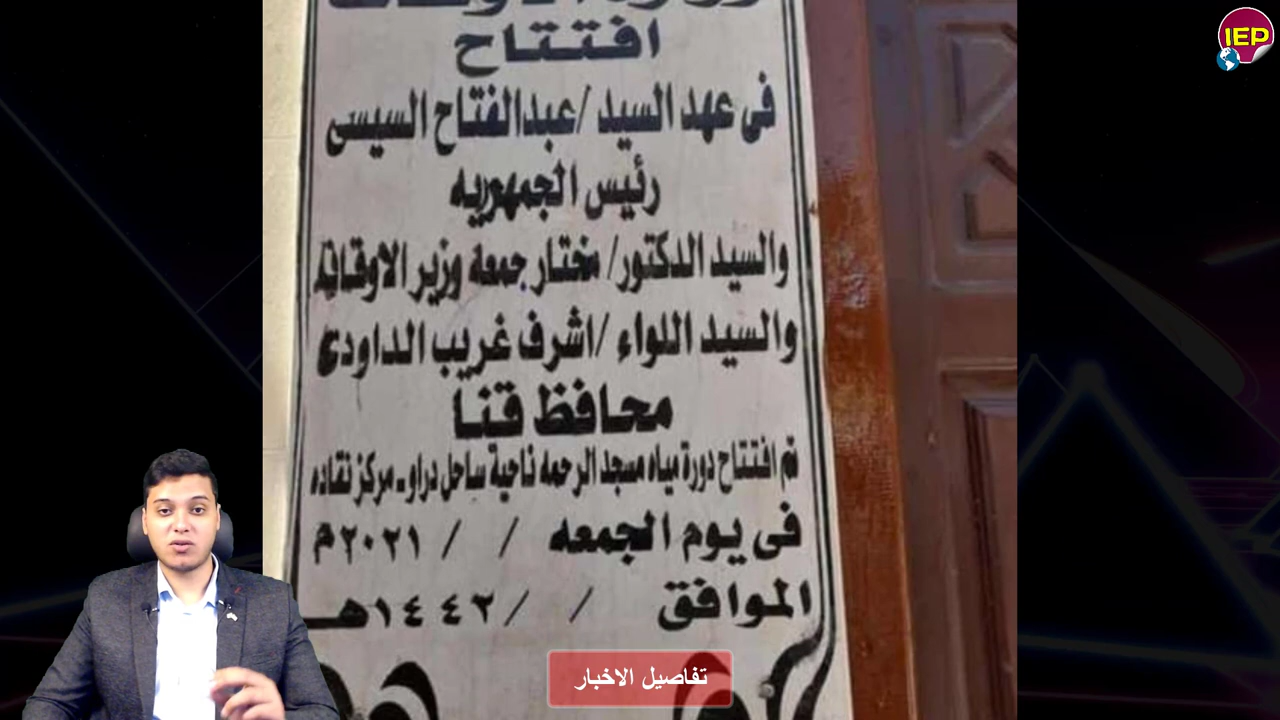 وزارة الاوقاف
افتتاح
فى عهد السيد /عبدالفتاح السيسى
رئيس الجمهوريه
والسيد الدكتور/ مختار جمعة وزير الاوقاف
والسيد اللواء /اشرف غريب الداودى
محافظ قنا
تم افتتاح دورة مياه مسجد الرحمه ناحية ساحل دراو - مركز نقاده
فى يوم الجمعه / / ٢٠٢١م
الموافق / / ١٤٤٢هـ
تفاصيل الاخبار
IEP